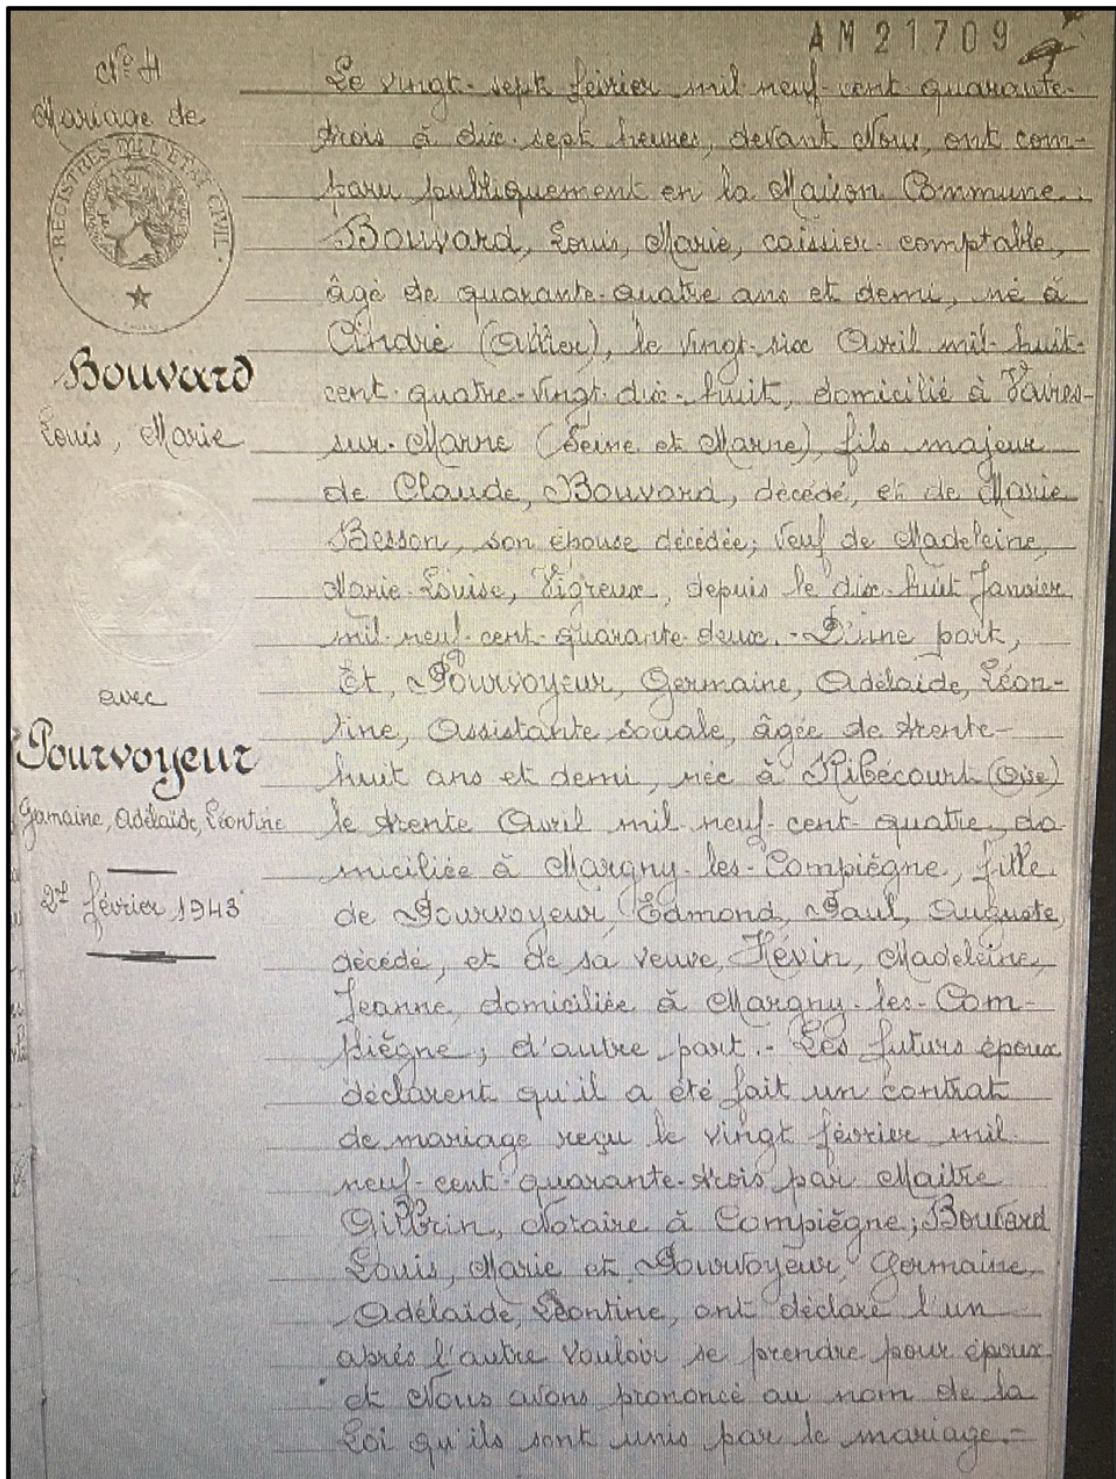 AM 21709
N° 4
Mariage de
REGISTRES DE L'ETAT CIVIL
Bouvard
Louis, Marie
avec
Pourvoyeur
Germaine, Adélaïde, Léontine
27 février 1943
Le vingt-sept février mil neuf-cent-quarante-
trois à dix-sept heures, devant Nous, ont com-
paru publiquement en la Maison Commune :
Bouvard, Louis, Marie, caissier-comptable,
âgé de quarante-quatre ans et demi, né à
Cindré (Allier), le vingt-six Avril mil-huit-
cent-quatre-vingt-dix-huit, domicilié à Vaires-
sur-Marne (Seine et Marne), fils majeur
de Claude, Bouvard, décédé, et de Marie
Besson, son épouse décédée; Veuf de Madeleine,
Marie-Louise, Vigreux, depuis le dix-huit Janvier
mil-neuf-cent-quarante-deux.- D'une part,
Et, Pourvoyeur, Germaine, Adélaïde, Léon-
tine, Assistante sociale, âgée de trente-
huit ans et demi, née à Ribécourt (Oise)
le trente Avril mil-neuf-cent-quatre, do-
miciliée à Margny-les-Compiègne, fille
de Pourvoyeur, Edmond, Paul, Auguste,
décédé, et de sa veuve, Hévin, Madeleine,
Jeanne, domiciliée à Margny-les-Com-
piègne; d'autre part.- Les futurs époux
déclarent qu'il a été fait un contrat
de mariage reçu le vingt février mil
neuf-cent-quarante-trois par Maître
Gilbrin, Notaire à Compiègne; Bouvard
Louis, Marie et Pourvoyeur, Germaine,
Adélaïde, Léontine, ont déclaré l'un
après l'autre vouloir se prendre pour époux
et Nous avons prononcé au nom de la
Loi qu'ils sont unis par le mariage.-